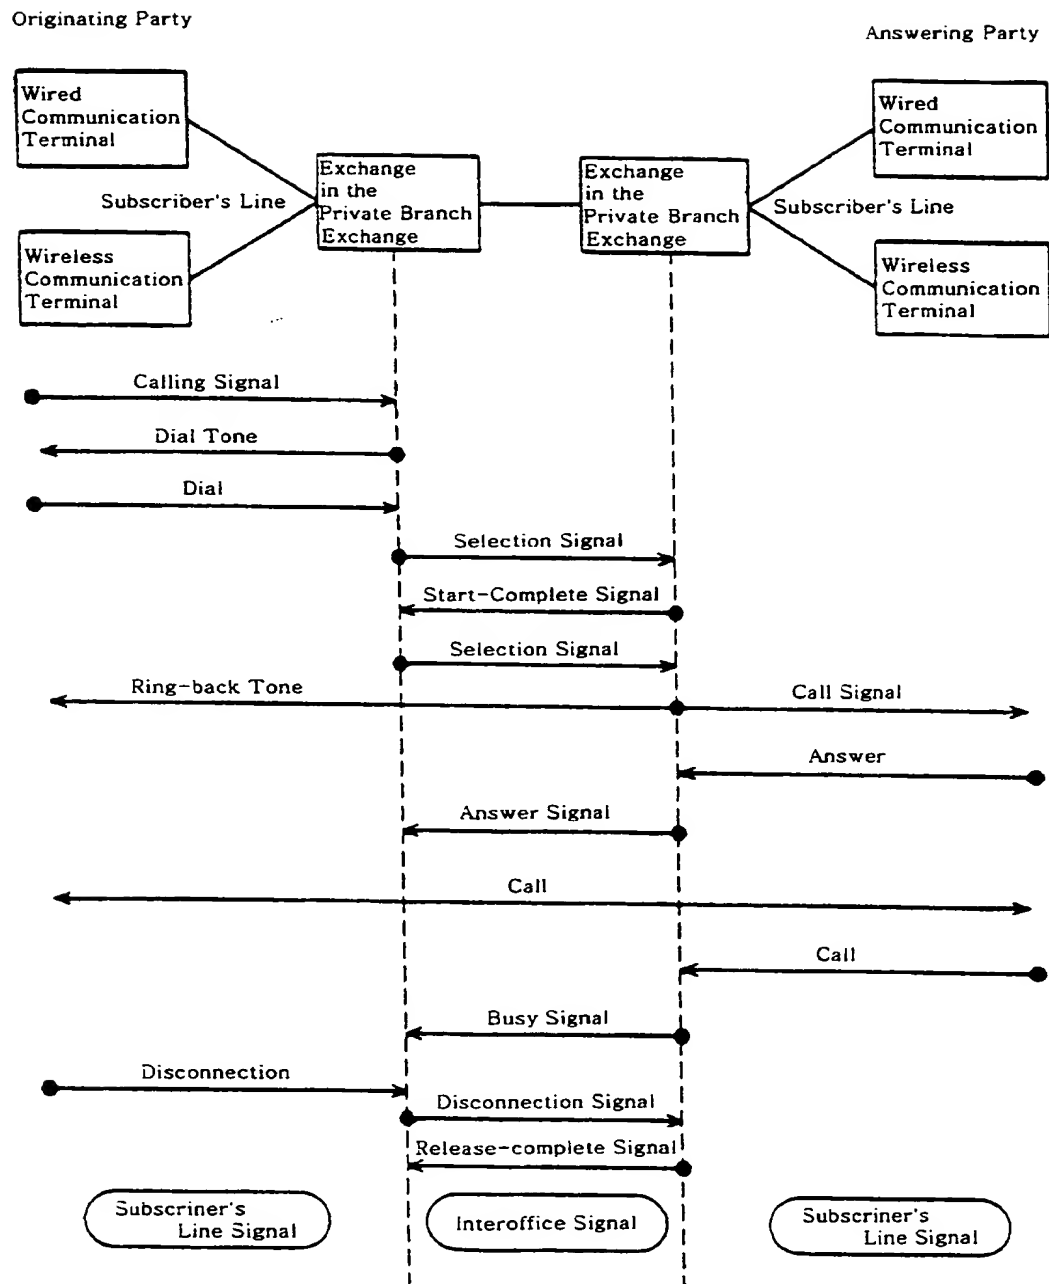 Originating Party
Answering Party
Wired
Communication
Terminal
Wired
Communication
Terminal
Exchange
in the
Private Branch
Exchange
Exchange
in the
Private Branch
Exchange
Subscriber's Line
Subscriber's Line
Wireless
Communication
Terminal
Wireless
Communication
Terminal
Calling Signal
Dial Tone
Dial
Selection Signal
Start-Complete Signal
Selection Signal
Ring-back Tone
Call Signal
Answer
Answer Signal
Call
Call
Busy Signal
Disconnection
Disconnection Signal
Release-complete Signal
Subscriner's
Line Signal
Interoffice Signal
Subscriner's
Line Signal